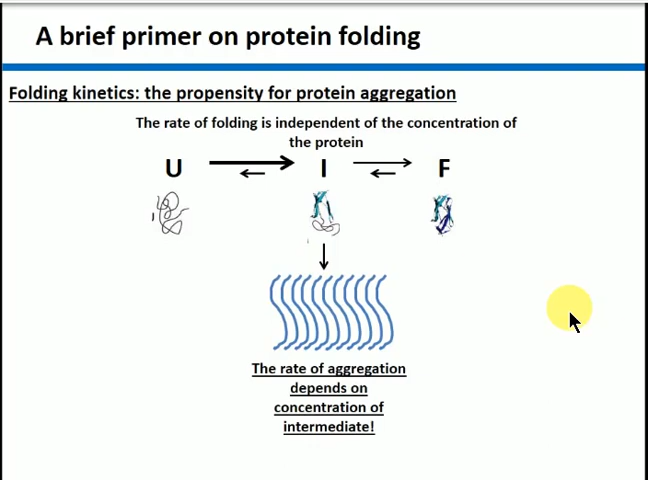 A brief primer on protein folding
Folding kinetics: the propensity for protein aggregation
The rate of folding is independent of the concentration of
the protein
U I F
The rate of aggregation
depends on
concentration of
intermediate!